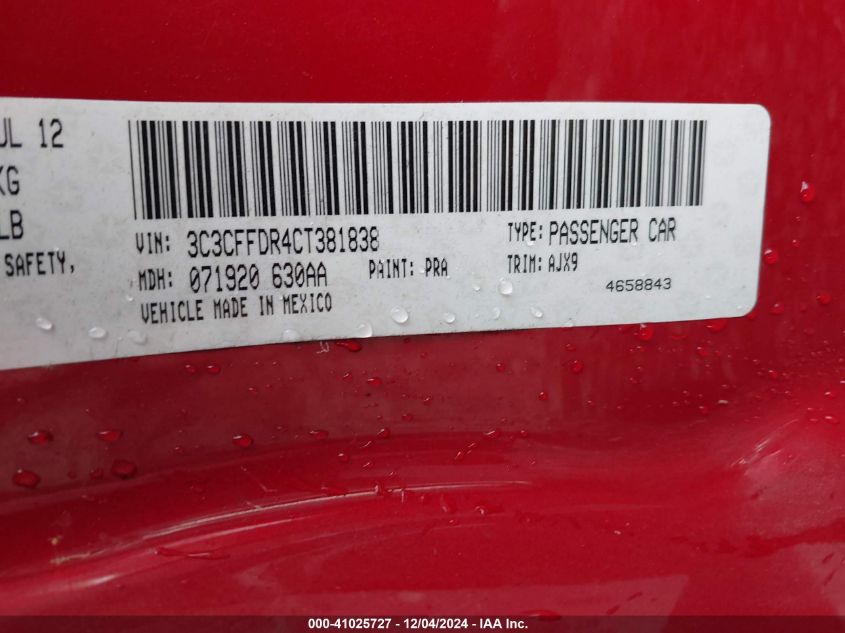 UL 12
KG
LB
SAFETY,
VIN: 3C3CFFDR4CT381838 TYPE: PASSENGER CAR
MDH: 071920 630AA PAINT: PRA TRIM: AJX9
VEHICLE MADE IN MEXICO 4658843
000-41025727 - 12/04/2024 - IAA Inc.